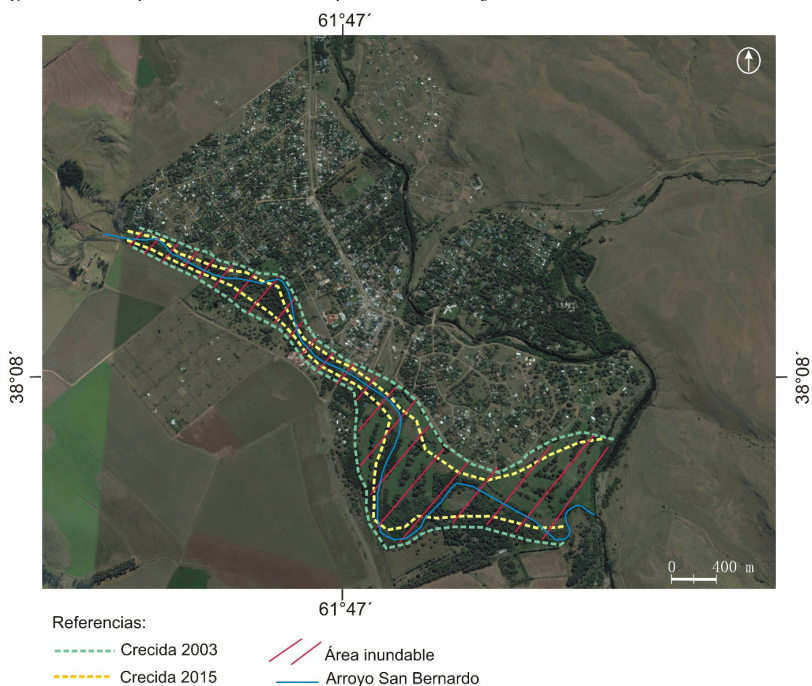 61°47´
38°08´
38°08´
0 400 m
61°47´
Referencias:
Crecida 2003
Crecida 2015
Área inundable
Arroyo San Bernardo